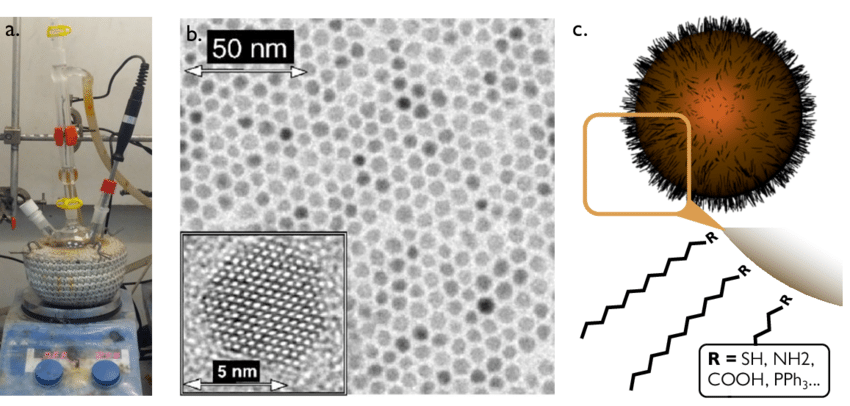 a.
b.
50 nm
5 nm
c.
R
R
R
R = SH, NH2,
COOH, PPh₃...